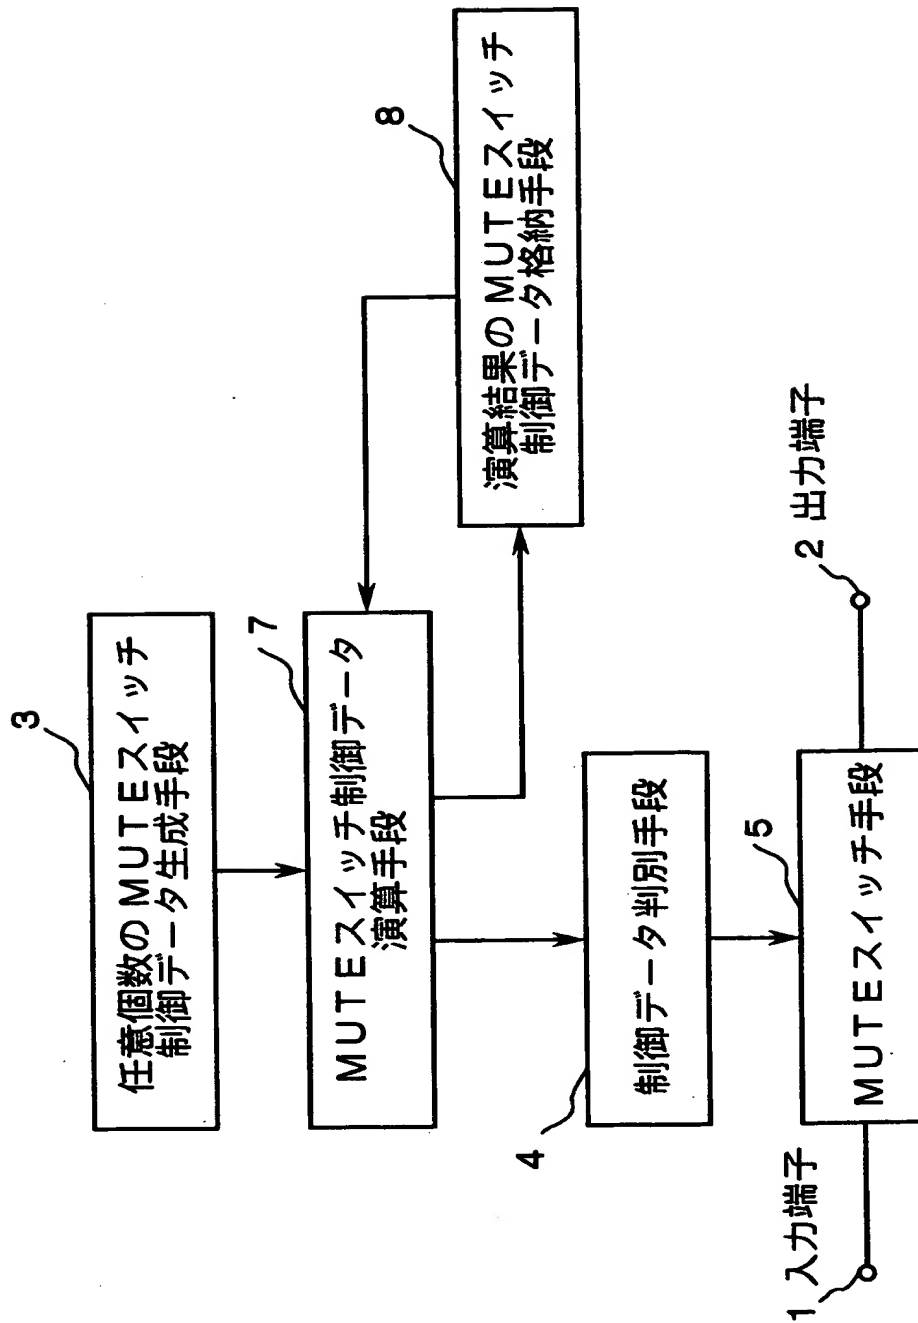 3
任意個数のMUTEスイッチ
制御データ生成手段
7
MUTEスイッチ制御データ
演算手段
8
演算結果のMUTEスイッチ
制御データ格納手段
4
制御データ判別手段
5
MUTEスイッチ手段
1 入力端子
2 出力端子